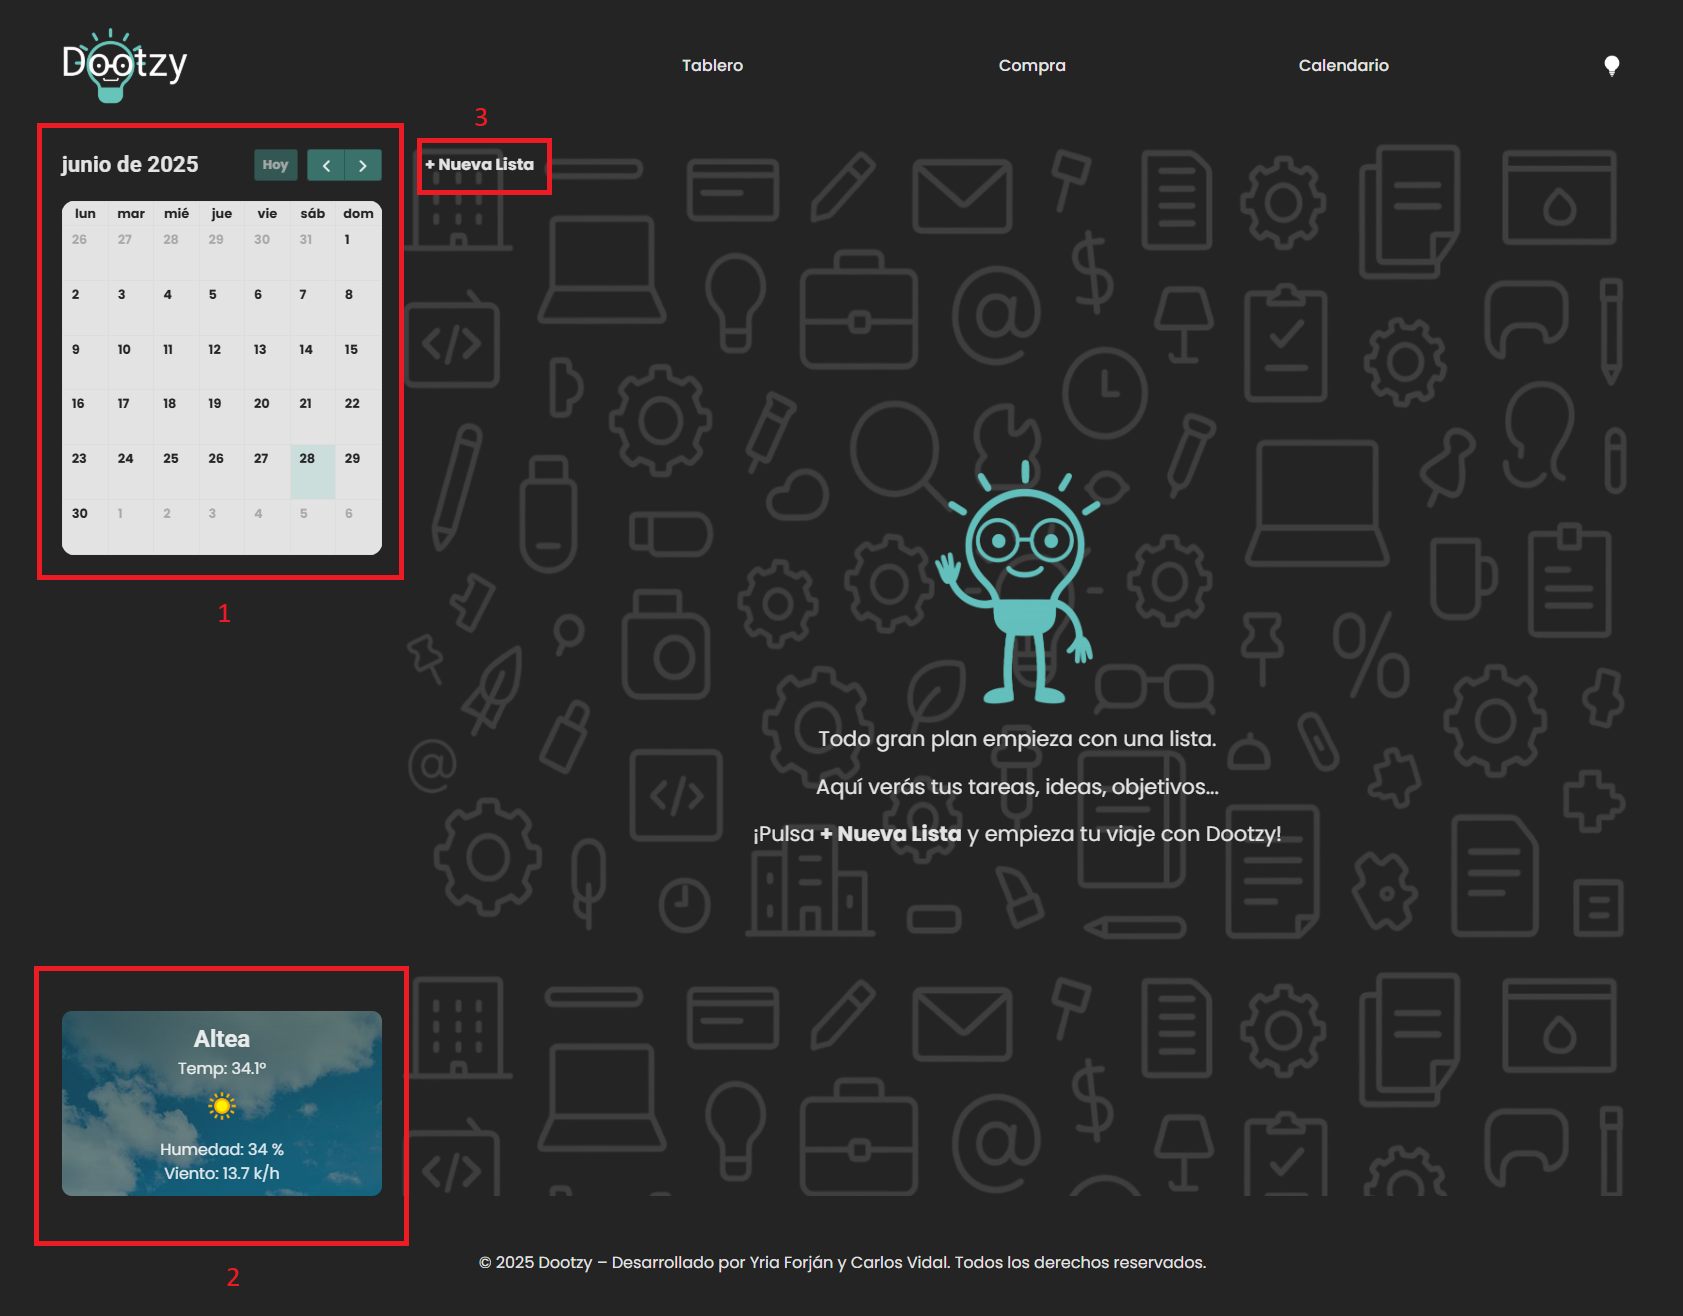 Dootzy
Tablero
Compra
Calendario
3
junio de 2025
Hoy
+ Nueva Lista
lun mar mié jue vie sáb dom
26 27 28 29 30 31 1
2 3 4 5 6 7 8
9 10 11 12 13 14 15
16 17 18 19 20 21 22
23 24 25 26 27 28 29
30 1 2 3 4 5 6
1
Todo gran plan empieza con una lista.
Aquí verás tus tareas, ideas, objetivos...
¡Pulsa + Nueva Lista y empieza tu viaje con Dootzy!
Altea
Temp: 34.1º
Humedad: 34 %
Viento: 13.7 k/h
2
© 2025 Dootzy – Desarrollado por Yria Forján y Carlos Vidal. Todos los derechos reservados.